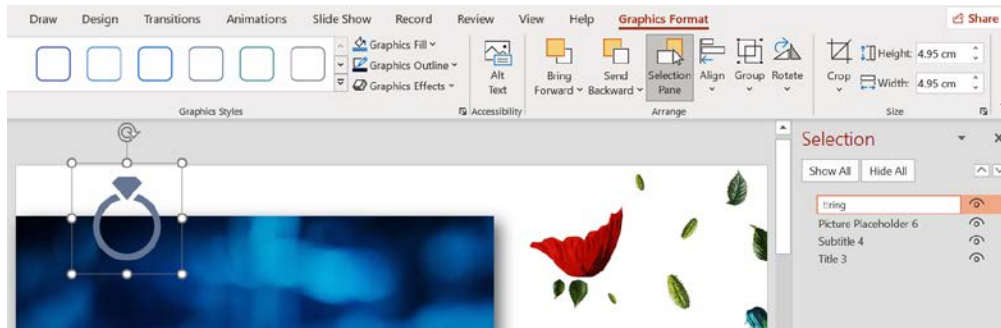 Draw Design Transitions Animations Slide Show Record Review View Help Graphics Format Share
Graphics Fill
Graphics Outline
Graphics Effects
Graphics Styles
Alt
Text
Accessibility
Bring
Forward
Send
Backward
Selection
Pane
Align
Group
Rotate
Arrange
Crop
Height: 4.95 cm
Width: 4.95 cm
Size
Selection
Show All Hide All
!!ring
Picture Placeholder 6
Subtitle 4
Title 3